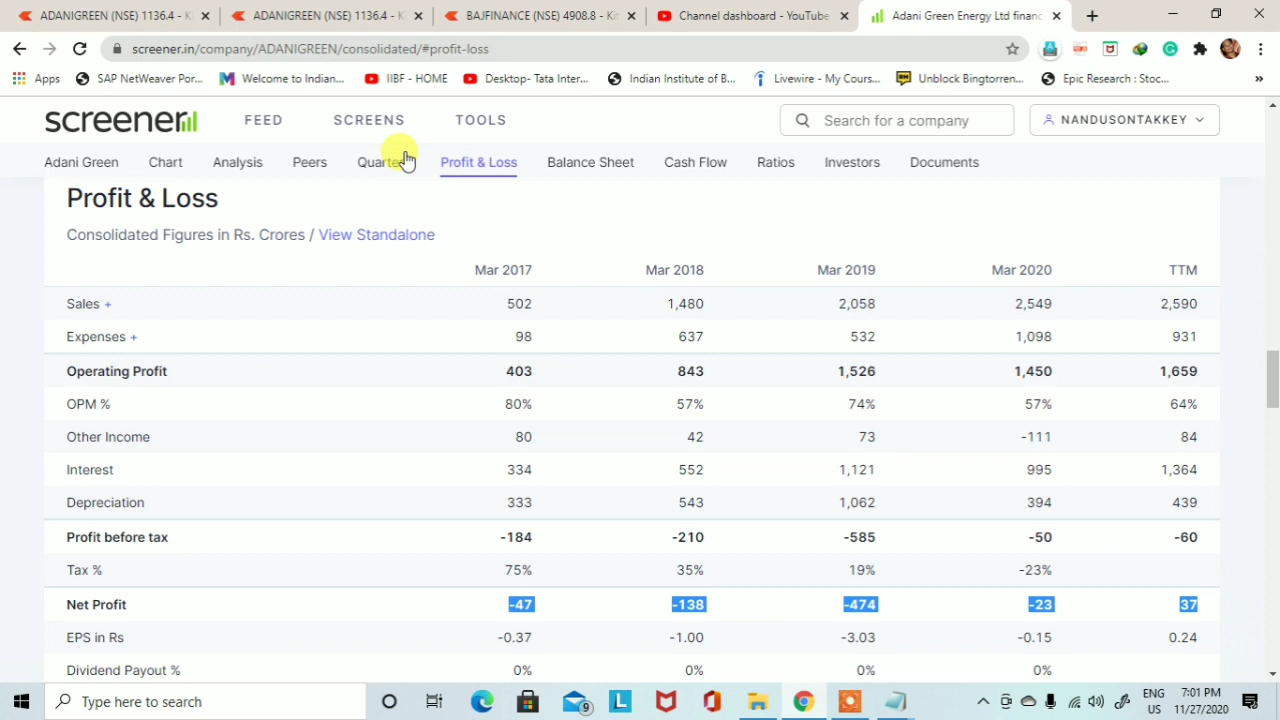 ADANIGREEN (NSE) 1136.4 - K
ADANIGREEN (NSE) 1136.4 - K
BAJFINANCE (NSE) 4908.8 - Kit
Channel dashboard - YouTube
Adani Green Energy Ltd financ
screener.in/company/ADANIGREEN/consolidated/#profit-loss
Apps SAP NetWeaver Por... Welcome to Indian... IIBF - HOME Desktop- Tata Inter... Indian Institute of B... Livewire - My Cours... Unblock Bingtorren... Epic Research : Stoc... »
screener FEED SCREENS TOOLS Search for a company NANDUSONTAKKEY
Adani Green Chart Analysis Peers Profit & Loss Balance Sheet Cash Flow Ratios Investors Documents
Profit & Loss
Consolidated Figures in Rs. Crores / View Standalone
Mar 2017 Mar 2018 Mar 2019 Mar 2020 TTM
Sales + 502 1,480 2,058 2,549 2,590
Expenses + 98 637 532 1,098 931
Operating Profit 403 843 1,526 1,450 1,659
OPM % 80% 57% 74% 57% 64%
Other Income 80 42 73 -111 84
Interest 334 552 1,121 995 1,364
Depreciation 333 543 1,062 394 439
Profit before tax -184 -210 -585 -50 -60
Tax % 75% 35% 19% -23%
Net Profit -47 -138 -474 -23 37
EPS in Rs -0.37 -1.00 -3.03 -0.15 0.24
Dividend Payout % 0% 0% 0% 0%
Type here to search 9 ENG 7:01 PM
US 11/27/2020